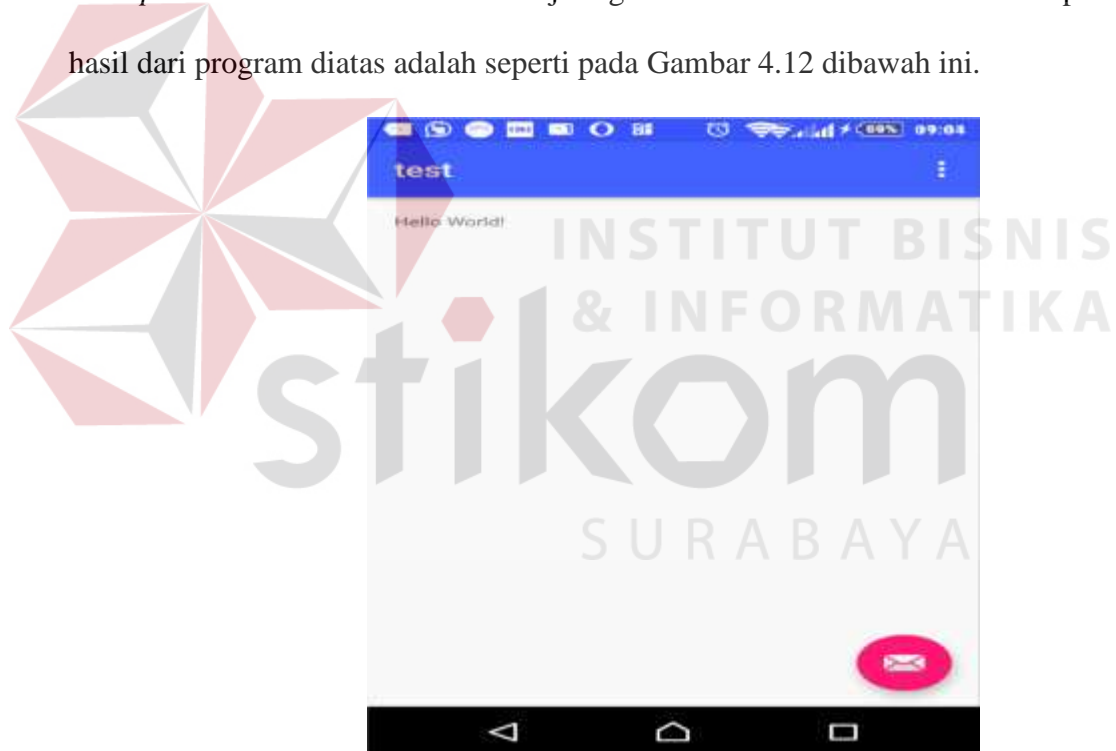 hasil dari program diatas adalah seperti pada Gambar 4.12 dibawah ini.
69% 09:04
test
Hello World!
INSTITUT BISNIS
& INFORMATIKA
stikom
SURABAYA